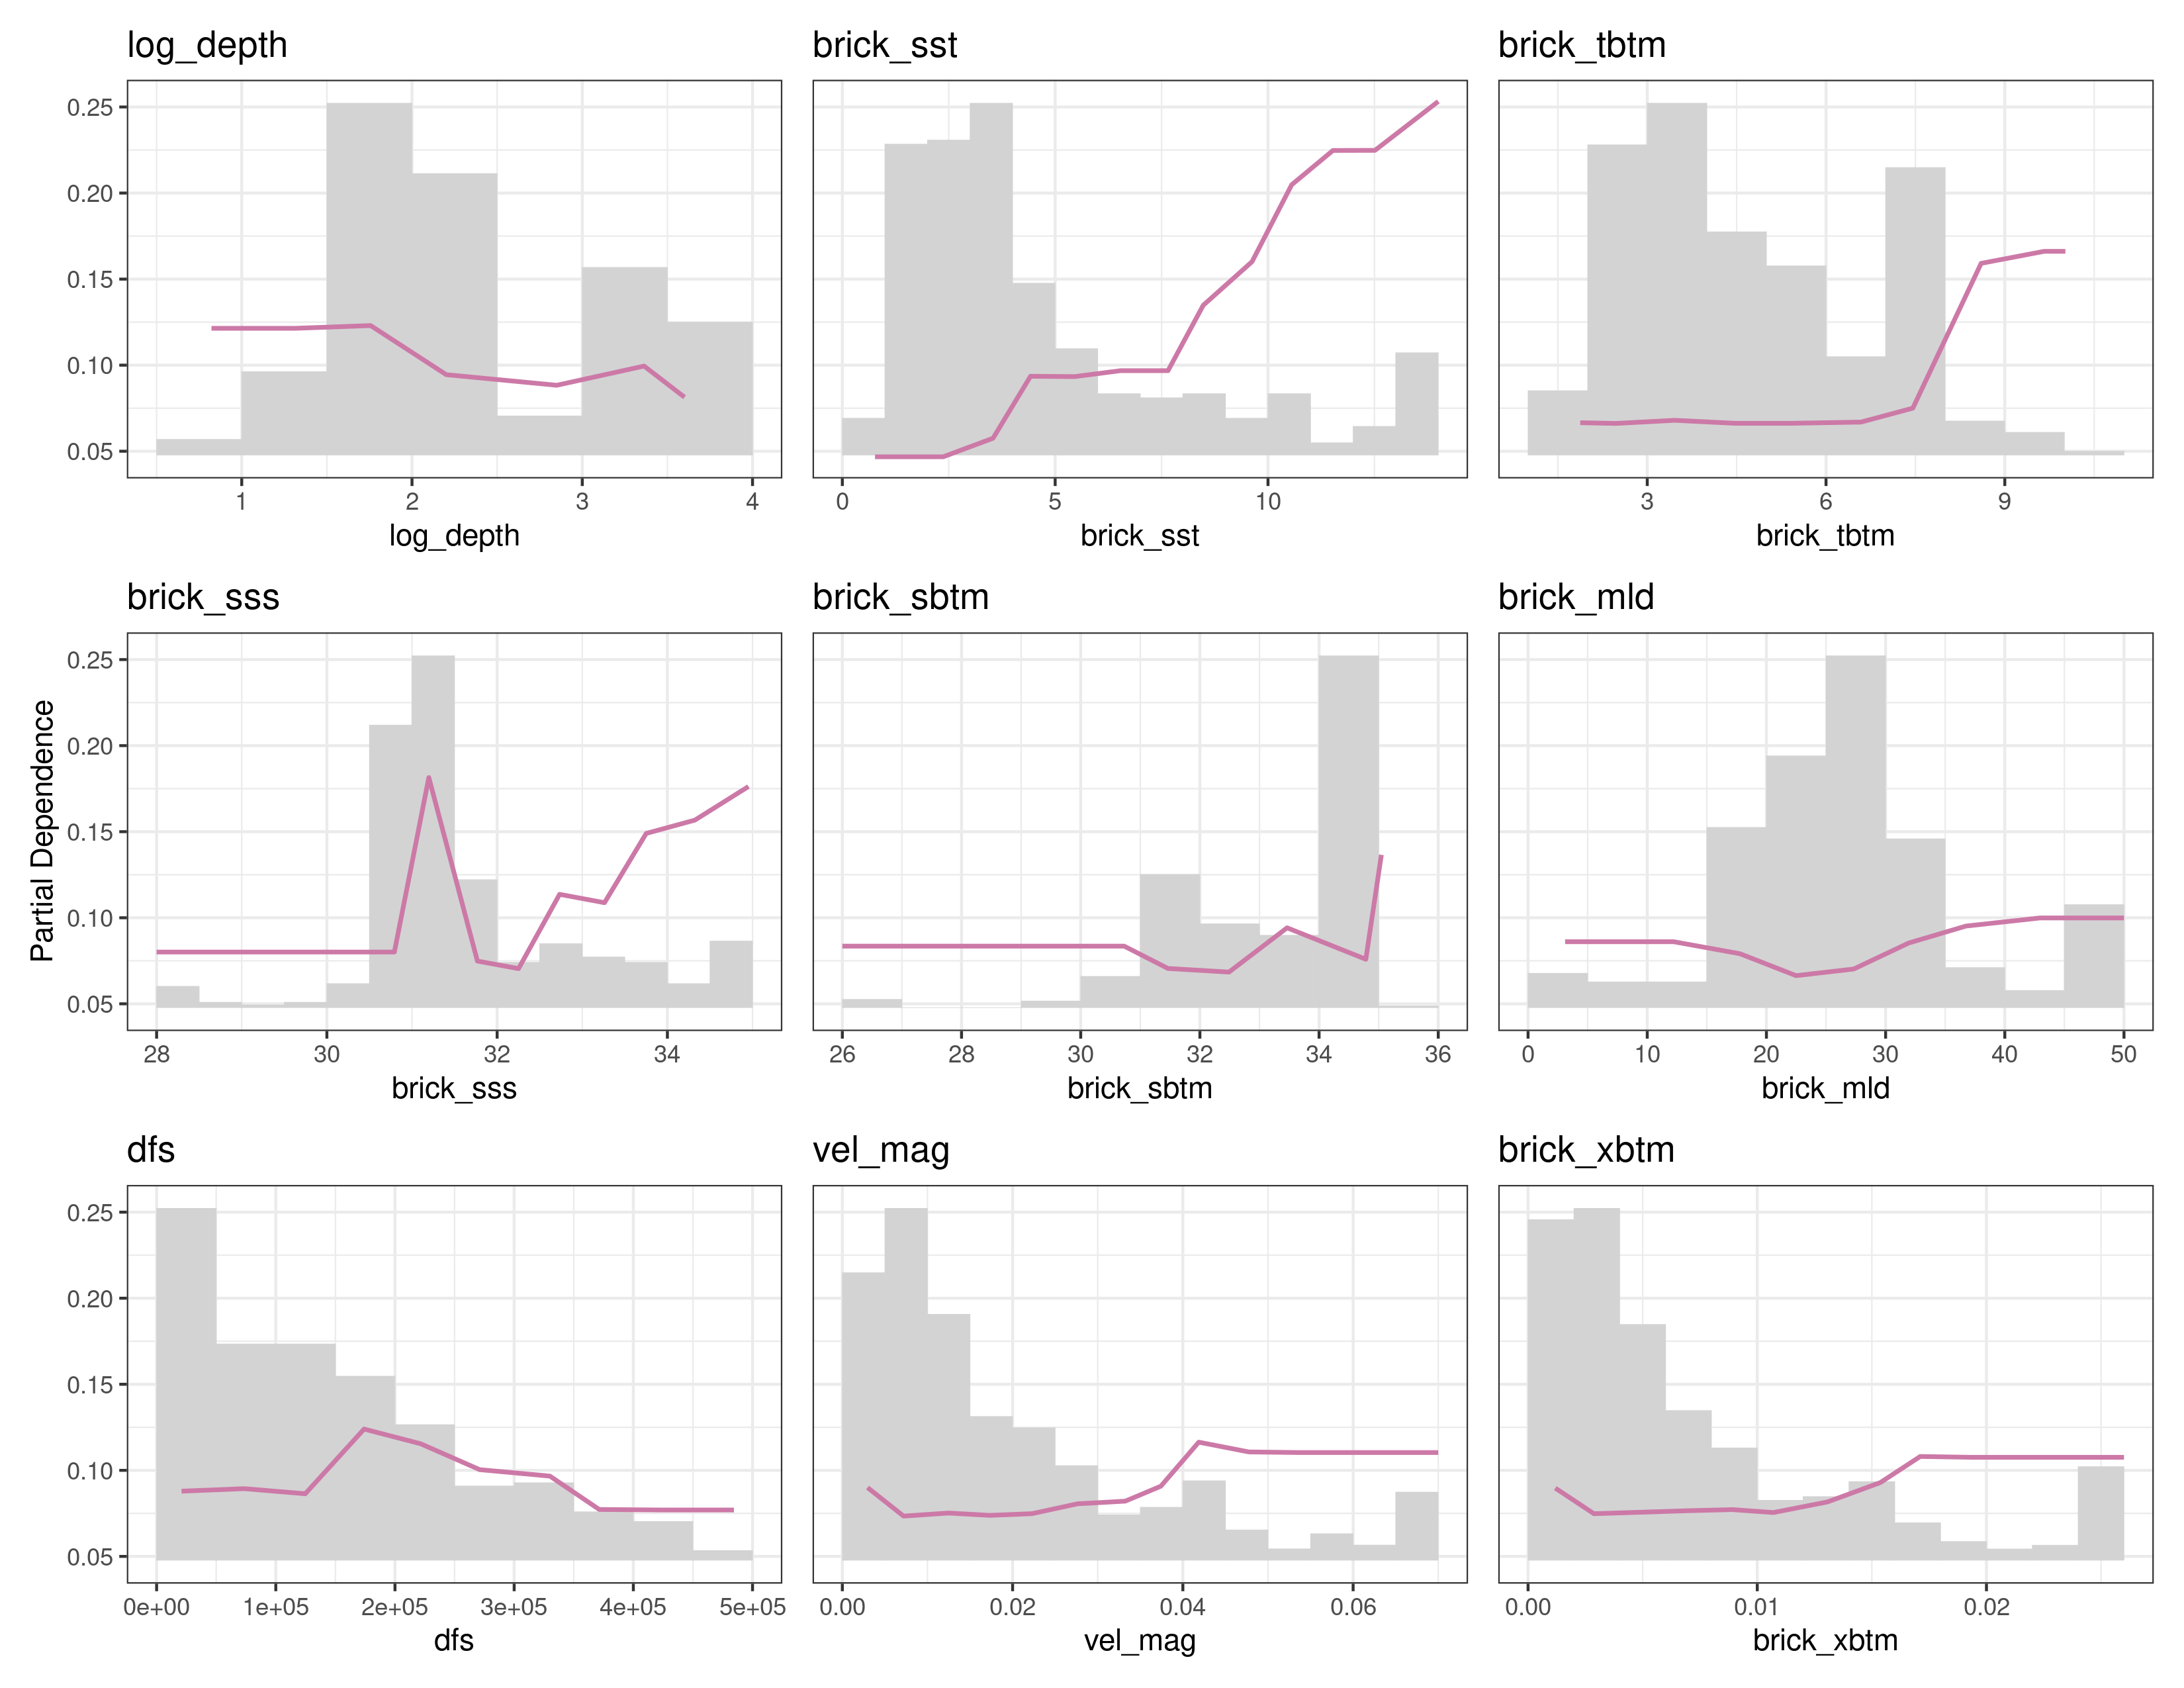 log_depth
brick_sst
brick_tbtm
0.25
0.20
0.15
0.10
0.05
1 2 3 4
0 5 10
3 6 9
log_depth
brick_sst
brick_tbtm
brick_sss
brick_sbtm
brick_mld
Partial Dependence
0.25
0.20
0.15
0.10
0.05
28 30 32 34
26 28 30 32 34 36
0 10 20 30 40 50
brick_sss
brick_sbtm
brick_mld
dfs
vel_mag
brick_xbtm
0.25
0.20
0.15
0.10
0.05
0e+00 1e+05 2e+05 3e+05 4e+05 5e+05
0.00 0.02 0.04 0.06
0.00 0.01 0.02
dfs
vel_mag
brick_xbtm